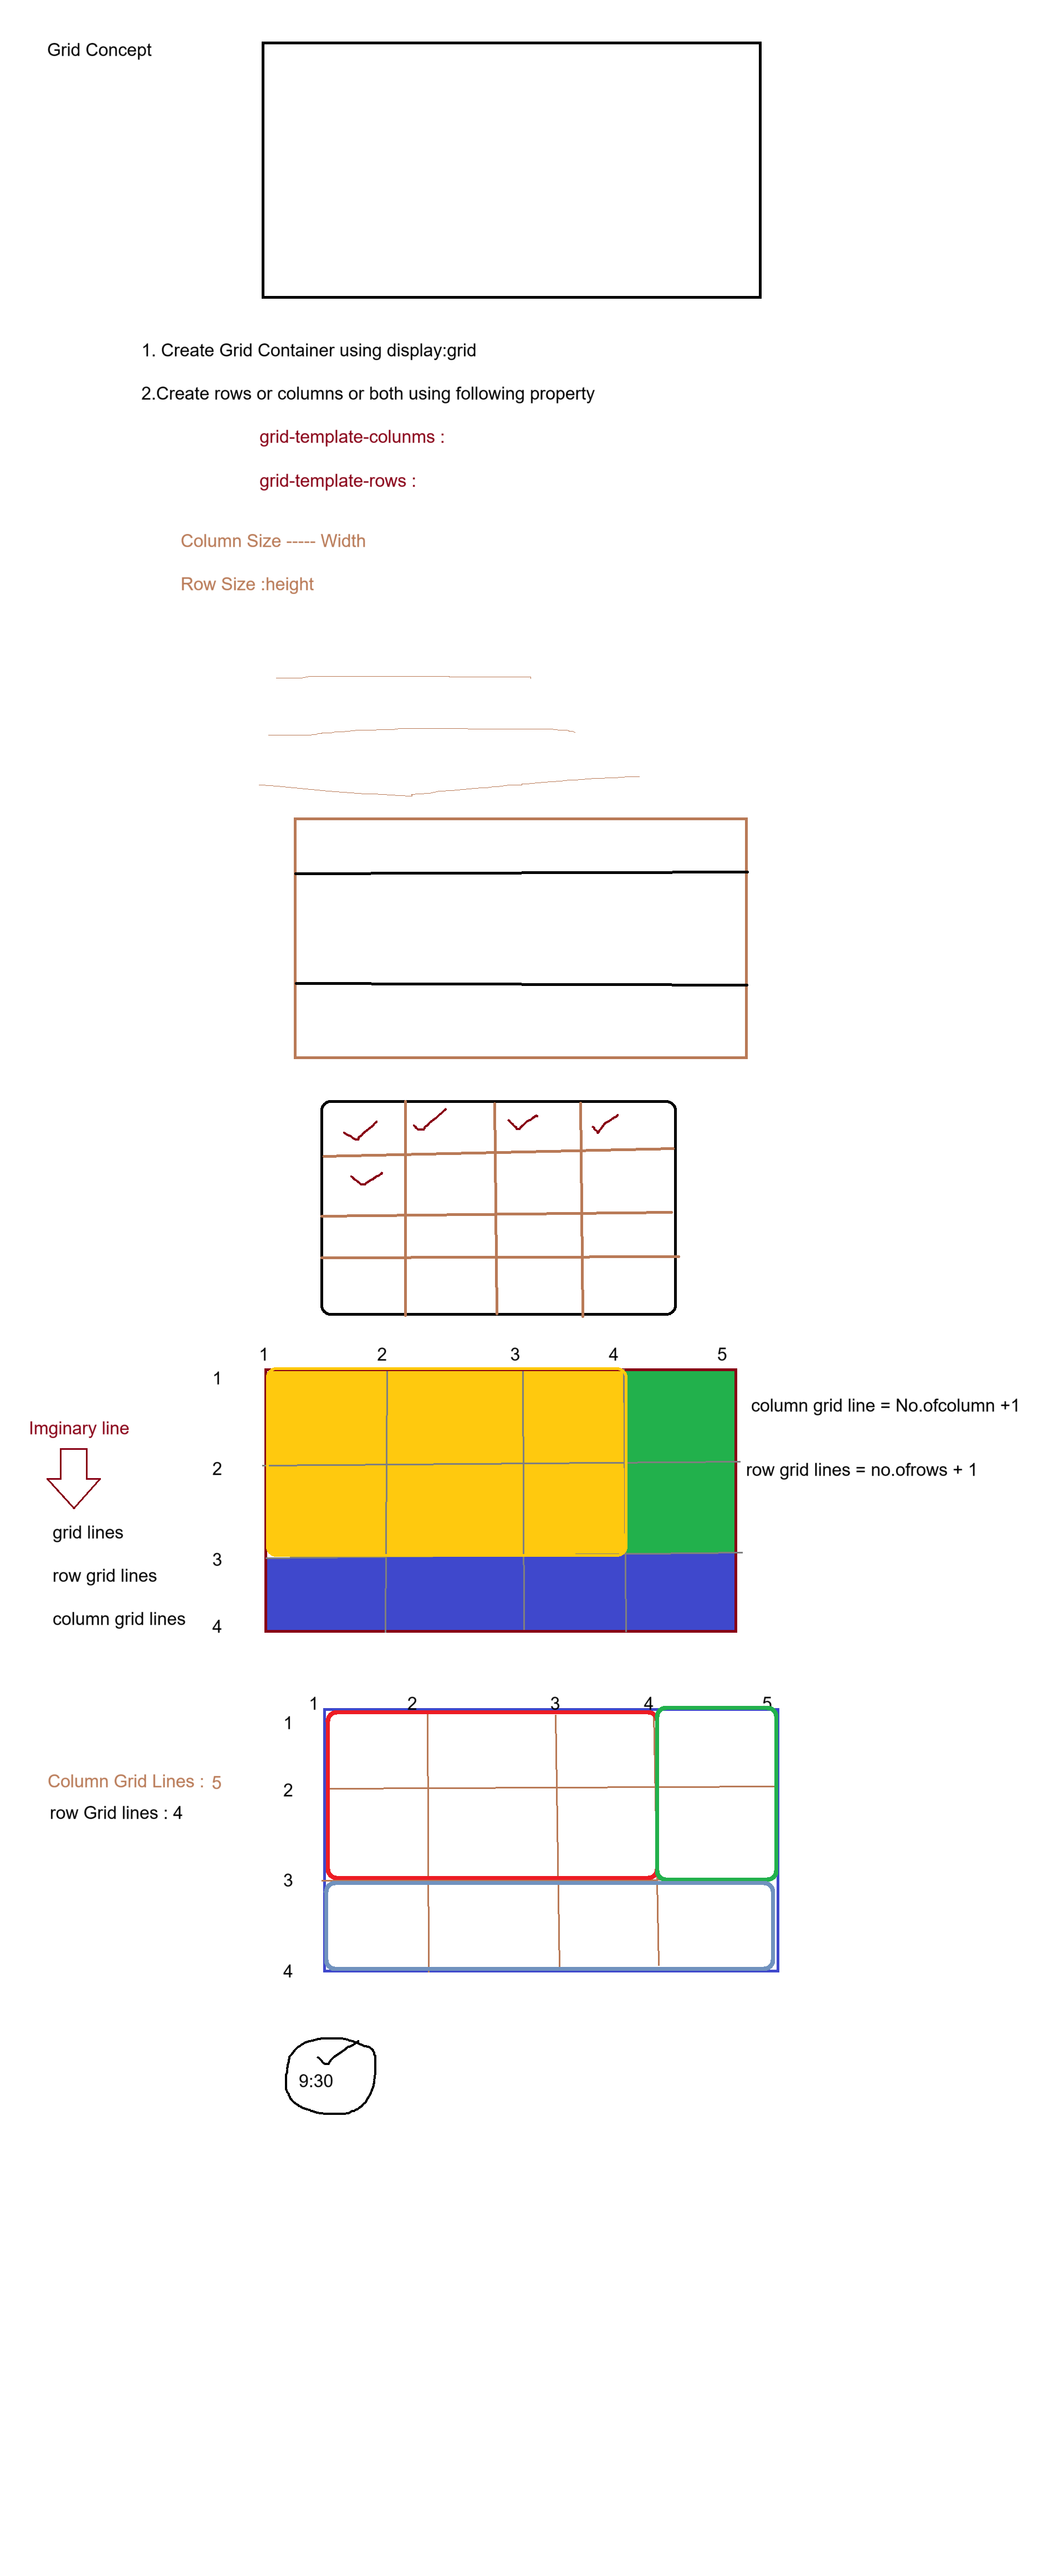 Grid Concept
1. Create Grid Container using display:grid
2.Create rows or columns or both using following property
grid-template-colunms :
grid-template-rows :
Column Size ----- Width
Row Size :height
1 2 3 4 5
1
column grid line = No.ofcolumn +1
Imginary line
2
row grid lines = no.ofrows + 1
grid lines
3
row grid lines
column grid lines
4
1 2 3 4 5
1
Column Grid Lines : 5
2
row Grid lines : 4
3
4
9:30